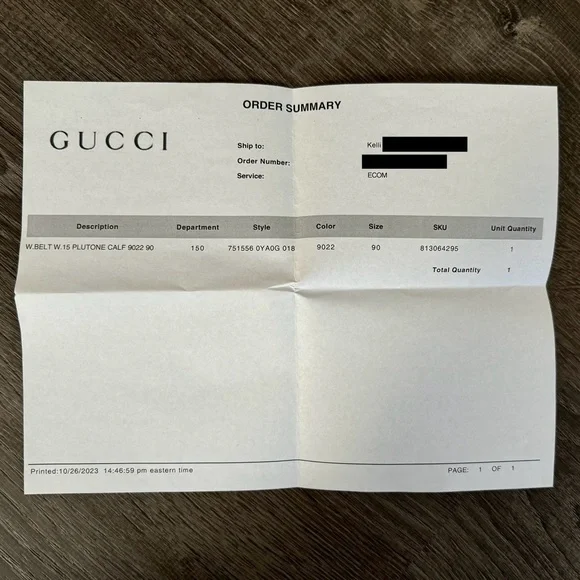 ORDER SUMMARY
GUCCI
Ship to: Kelli
Order Number:
Service: ECOM
Description Department Style Color Size SKU Unit Quantity
W.BELT W.15 PLUTONE CALF 9022 90 150 751556 0YA0G 018 9022 90 813064295 1
Total Quantity 1
Printed:10/26/2023 14:46:59 pm eastern time PAGE: 1 OF 1